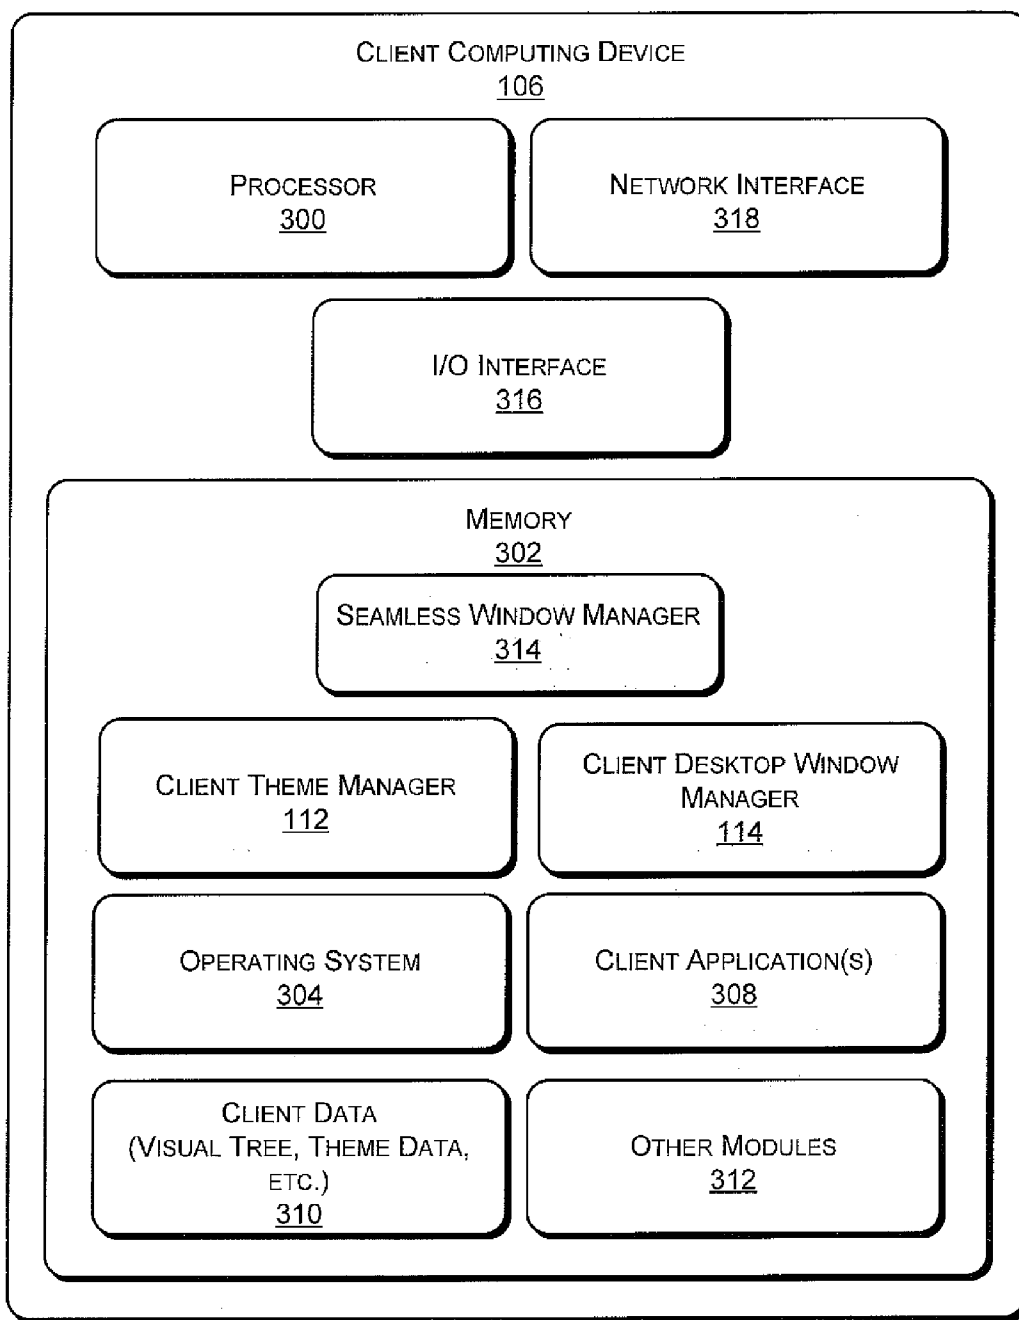 CLIENT COMPUTING DEVICE
106
PROCESSOR
300
NETWORK INTERFACE
318
I/O INTERFACE
316
MEMORY
302
SEAMLESS WINDOW MANAGER
314
CLIENT THEME MANAGER
112
CLIENT DESKTOP WINDOW
MANAGER
114
OPERATING SYSTEM
304
CLIENT APPLICATION(S)
308
CLIENT DATA
(VISUAL TREE, THEME DATA,
ETC.)
310
OTHER MODULES
312